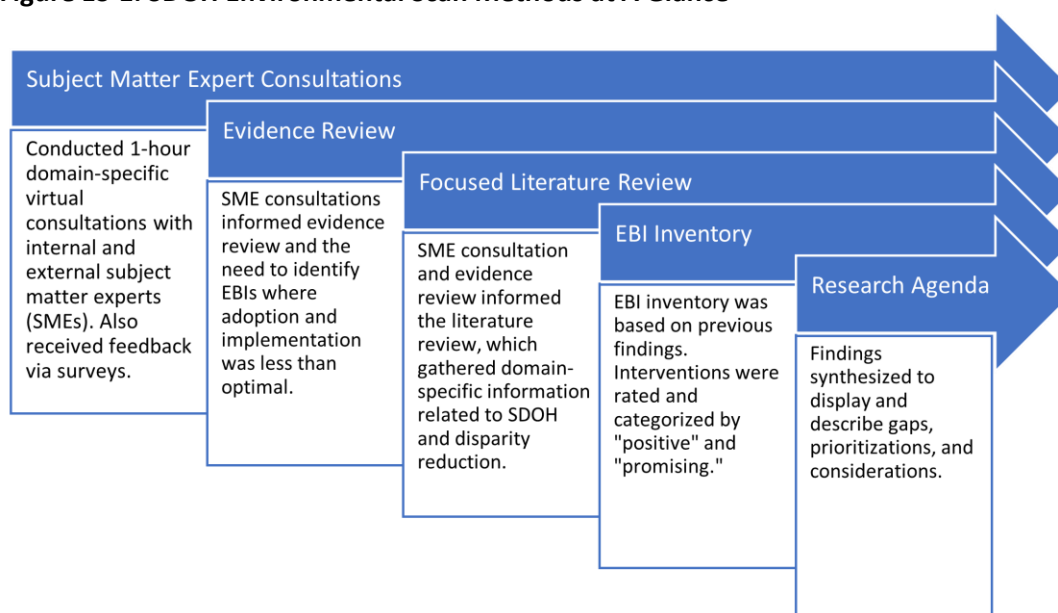 Subject Matter Expert Consultations
Conducted 1-hour
domain-specific
virtual
consultations with
internal and
external subject
matter experts
(SMEs). Also
received feedback
via surveys.
Evidence Review
SME consultations
informed evidence
review and the
need to identify
EBIs where
adoption and
implementation
was less than
optimal.
Focused Literature Review
SME consultation
and evidence
review informed
the literature
review, which
gathered domain-
specific information
related to SDOH
and disparity
reduction.
EBI Inventory
EBI inventory was
based on previous
findings.
Interventions were
rated and
categorized by
"positive" and
"promising."
Research Agenda
Findings
synthesized to
display and
describe gaps,
prioritizations, and
considerations.